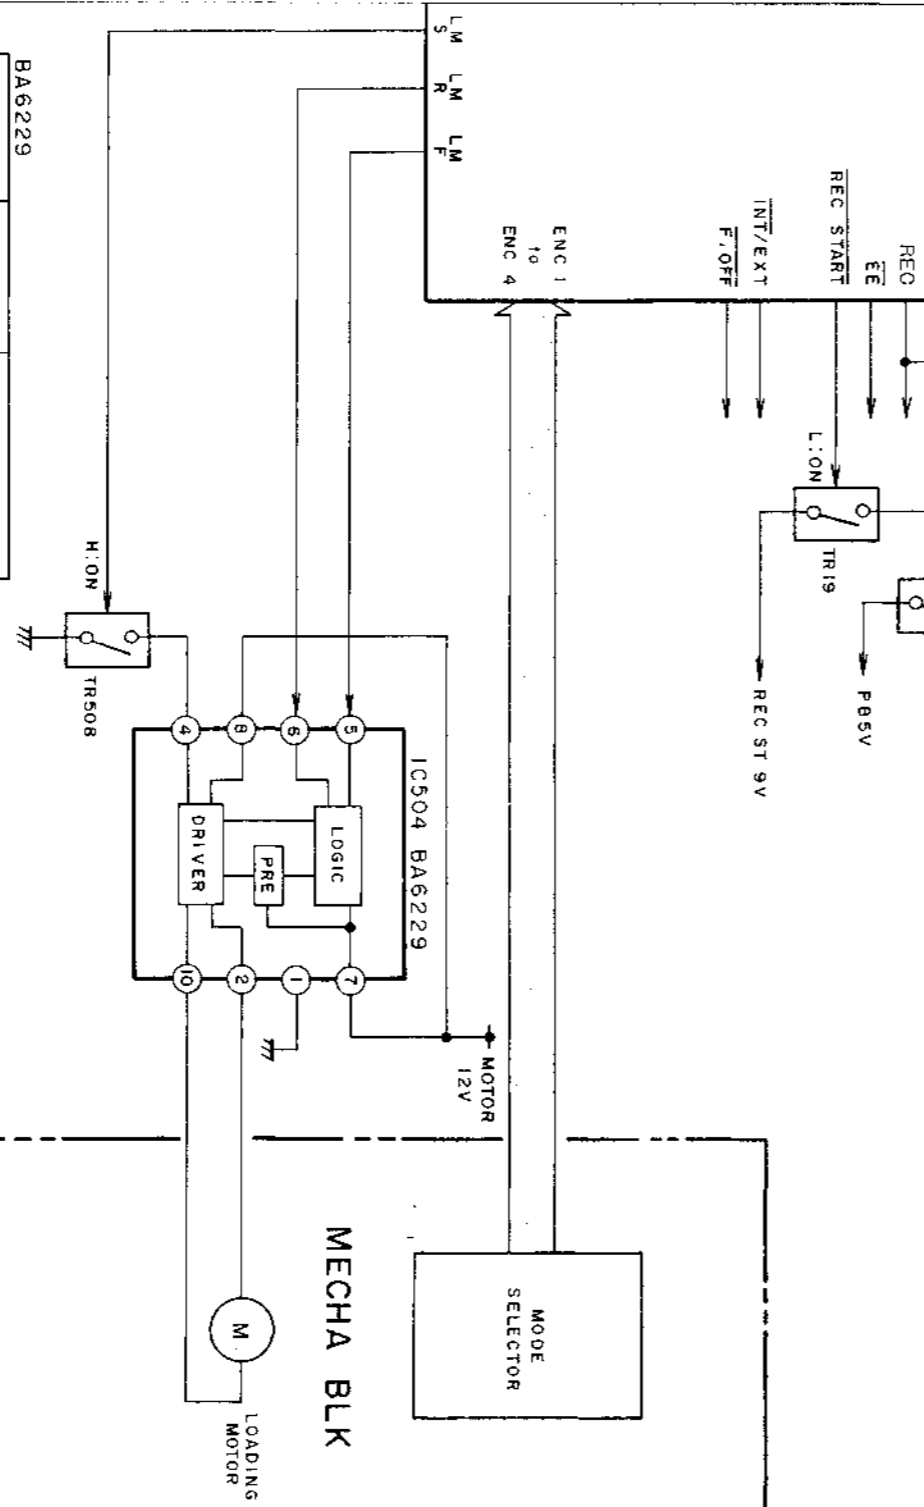 BA6229
LM
S
LM
R
LM
F
ENC 1
to
ENC 4
F.OFF
INT/EXT
REC START
EE
REC
L:ON
TR19
REC ST 9V
PB5V
H:ON
TR508
IC504 BA6229
4
8
6
5
DRIVER
PRE
LOGIC
10
2
1
7
MOTOR
12V
MECHA BLK
MODE
SELECTOR
M
LOADING
MOTOR